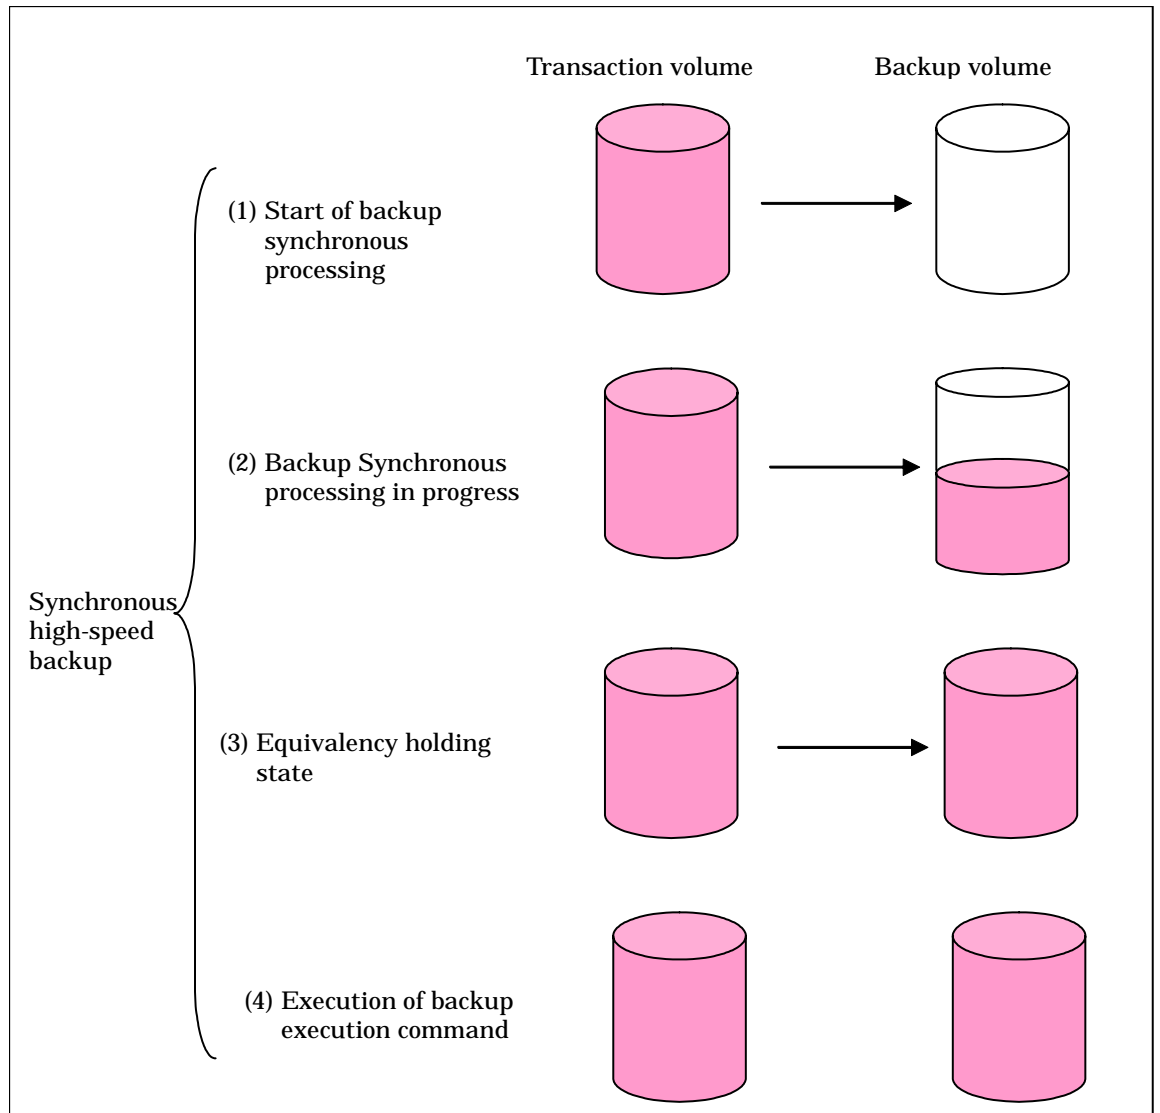 Transaction volume
Backup volume
(1) Start of backup
synchronous
processing
(2) Backup Synchronous
processing in progress
Synchronous
high-speed
backup
(3) Equivalency holding
state
(4) Execution of backup
execution command